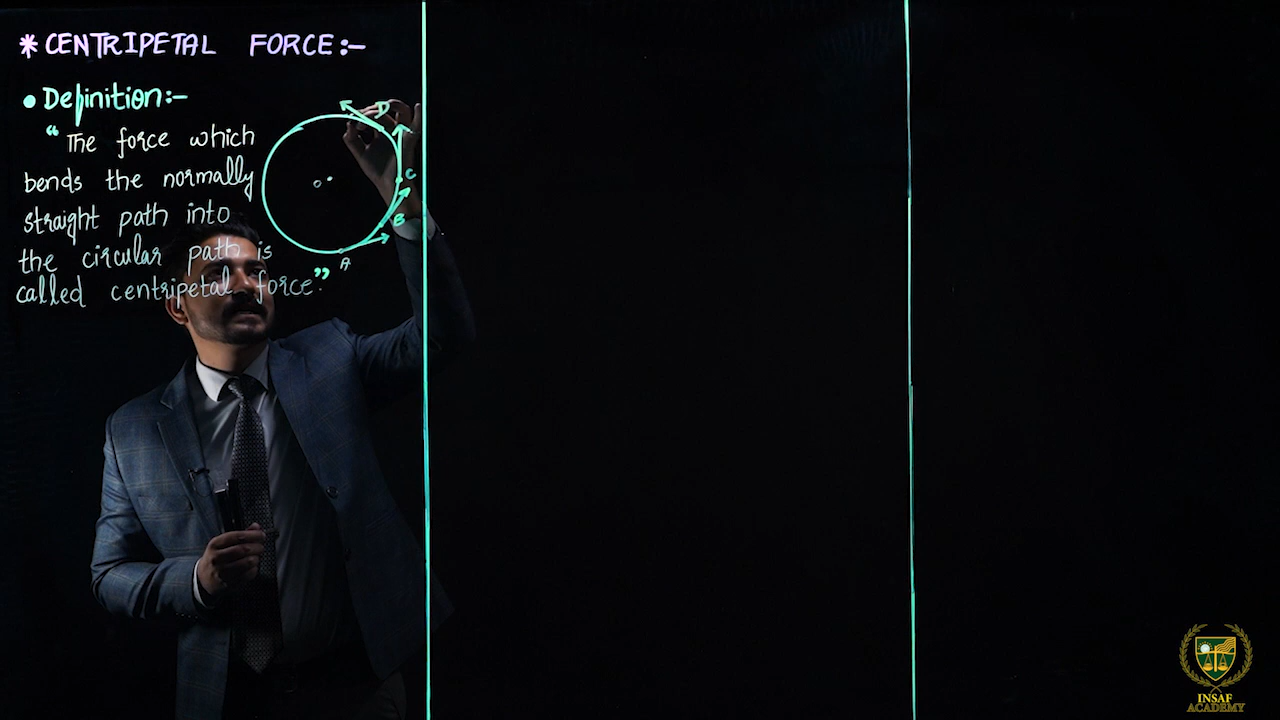 * CENTRIPETAL FORCE:-
• Definition:-
“The force which
bends the normally
straight path into
the circular path is
called centripetal force.”
D
C
B
A
o
INSAF
ACADEMY